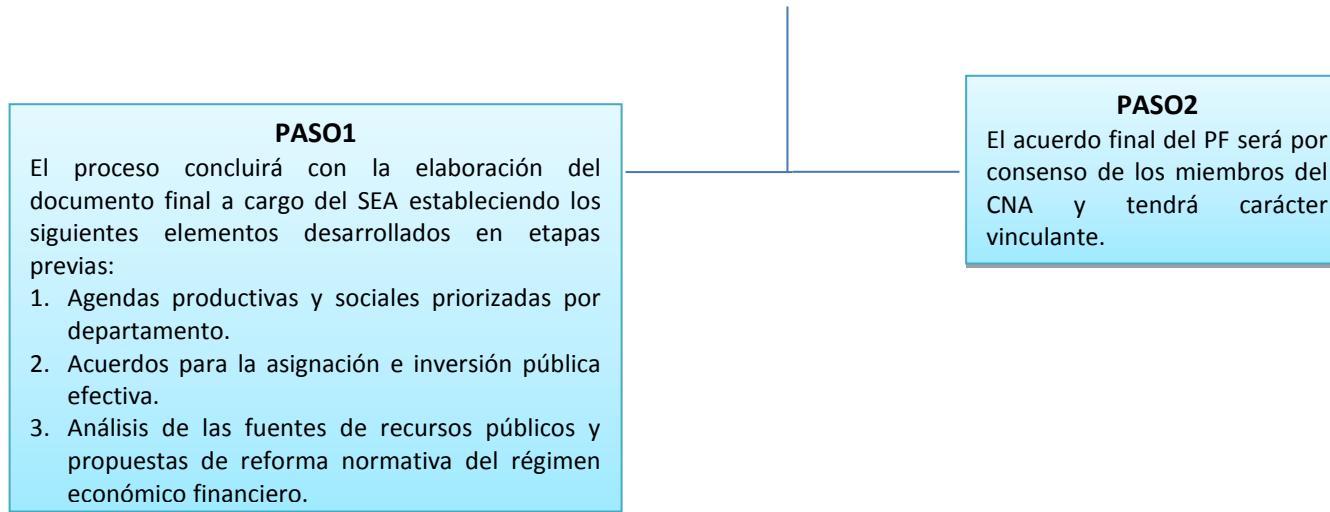 PASO1
El proceso concluirá con la elaboración del
documento final a cargo del SEA estableciendo los
siguientes elementos desarrollados en etapas
previas:
1. Agendas productivas y sociales priorizadas por
departamento.
2. Acuerdos para la asignación e inversión pública
efectiva.
3. Análisis de las fuentes de recursos públicos y
propuestas de reforma normativa del régimen
económico financiero.
PASO2
El acuerdo final del PF será por
consenso de los miembros del
CNA y tendrá carácter
vinculante.